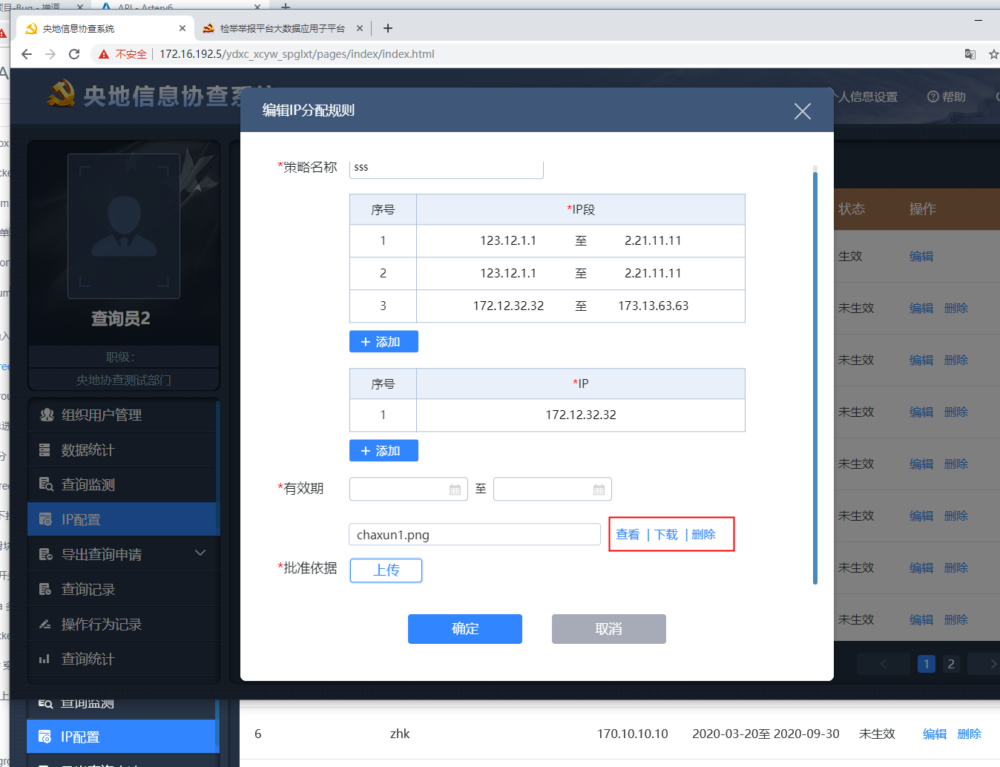 项目-Bug - 禅道
API - Artery6
央地信息协查系统
检举举报平台大数据应用子平台
不安全
172.16.192.5/ydxc_xcyw_spglxt/pages/index/index.html
央地信息协查系统
个人信息设置
帮助
编辑IP分配规则
*策略名称
sss
序号
*IP段
1
123.12.1.1
至
2.21.11.11
2
123.12.1.1
至
2.21.11.11
3
172.12.32.32
至
173.13.63.63
+ 添加
序号
*IP
1
172.12.32.32
+ 添加
*有效期
至
chaxun1.png
查看 | 下载 | 删除
*批准依据
上传
确定
取消
查询员2
职级：
央地协查测试部门
组织用户管理
数据统计
查询监测
IP配置
导出查询申请
查询记录
操作行为记录
查询统计
状态
操作
生效
编辑
未生效
编辑
删除
未生效
编辑
删除
未生效
编辑
删除
未生效
编辑
删除
未生效
编辑
删除
未生效
编辑
删除
未生效
编辑
删除
1
2
查询监测
IP配置
6
zhk
170.10.10.10
2020-03-20至 2020-09-30
未生效
编辑
删除